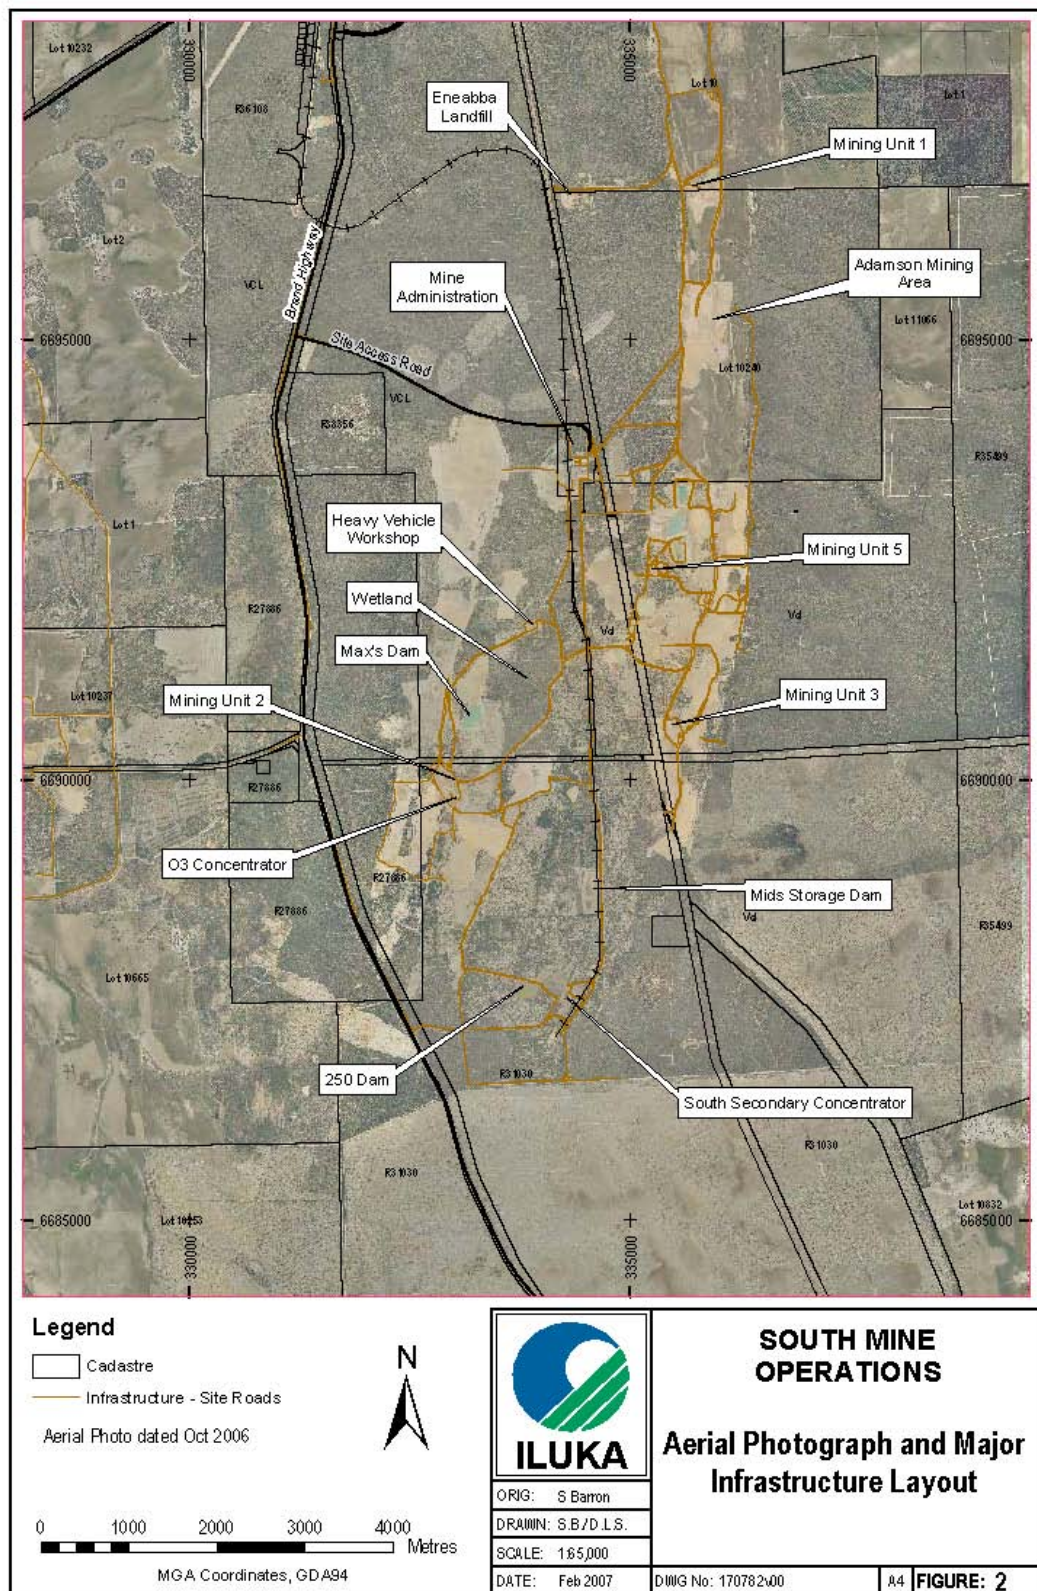 Lot 10232
330000
335000
Lot 10
Lot 1
R36108
Eneabba
Landfill
Mining Unit 1
Lot 2
VCL
Brand Highway
Mine
Administration
Adamson Mining
Area
Lot 11066
6695000
6695000
Site Access Road
Lot 10240
VCL
R38356
R35499
Lot 1
Heavy Vehicle
Workshop
Mining Unit 5
Wetland
R27886
Vd
Vd
Max's Dam
Lot 10237
Mining Unit 2
Mining Unit 3
6690000
6690000
R27886
O3 Concentrator
R27886
Mids Storage Dam
R27886
Vd
R35499
Lot 10665
250 Dam
R31030
South Secondary Concentrator
R31030
R31030
Lot 10832
6685000
Lot 10253
6685000
330000
335000
Legend
Cadastre
Infrastructure - Site Roads
Aerial Photo dated Oct 2006
N
0 1000 2000 3000 4000
Metres
MGA Coordinates, GDA94
ILUKA
ORIG: S Barron
DRAWN: S.B/D.L.S.
SCALE: 1:65,000
DATE: Feb 2007
SOUTH MINE
OPERATIONS
Aerial Photograph and Major
Infrastructure Layout
DWG No: 170782v00
A4 FIGURE: 2